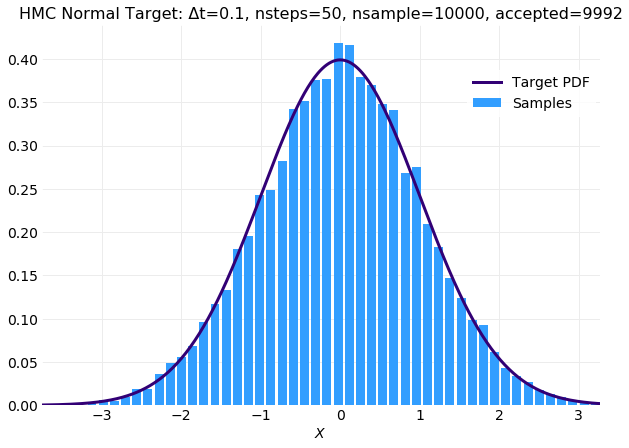 HMC Normal Target: Δt=0.1, nsteps=50, nsample=10000, accepted=9992
0.40
0.35
0.30
0.25
0.20
0.15
0.10
0.05
0.00
Target PDF
Samples
−3 −2 −1 0 1 2 3
X